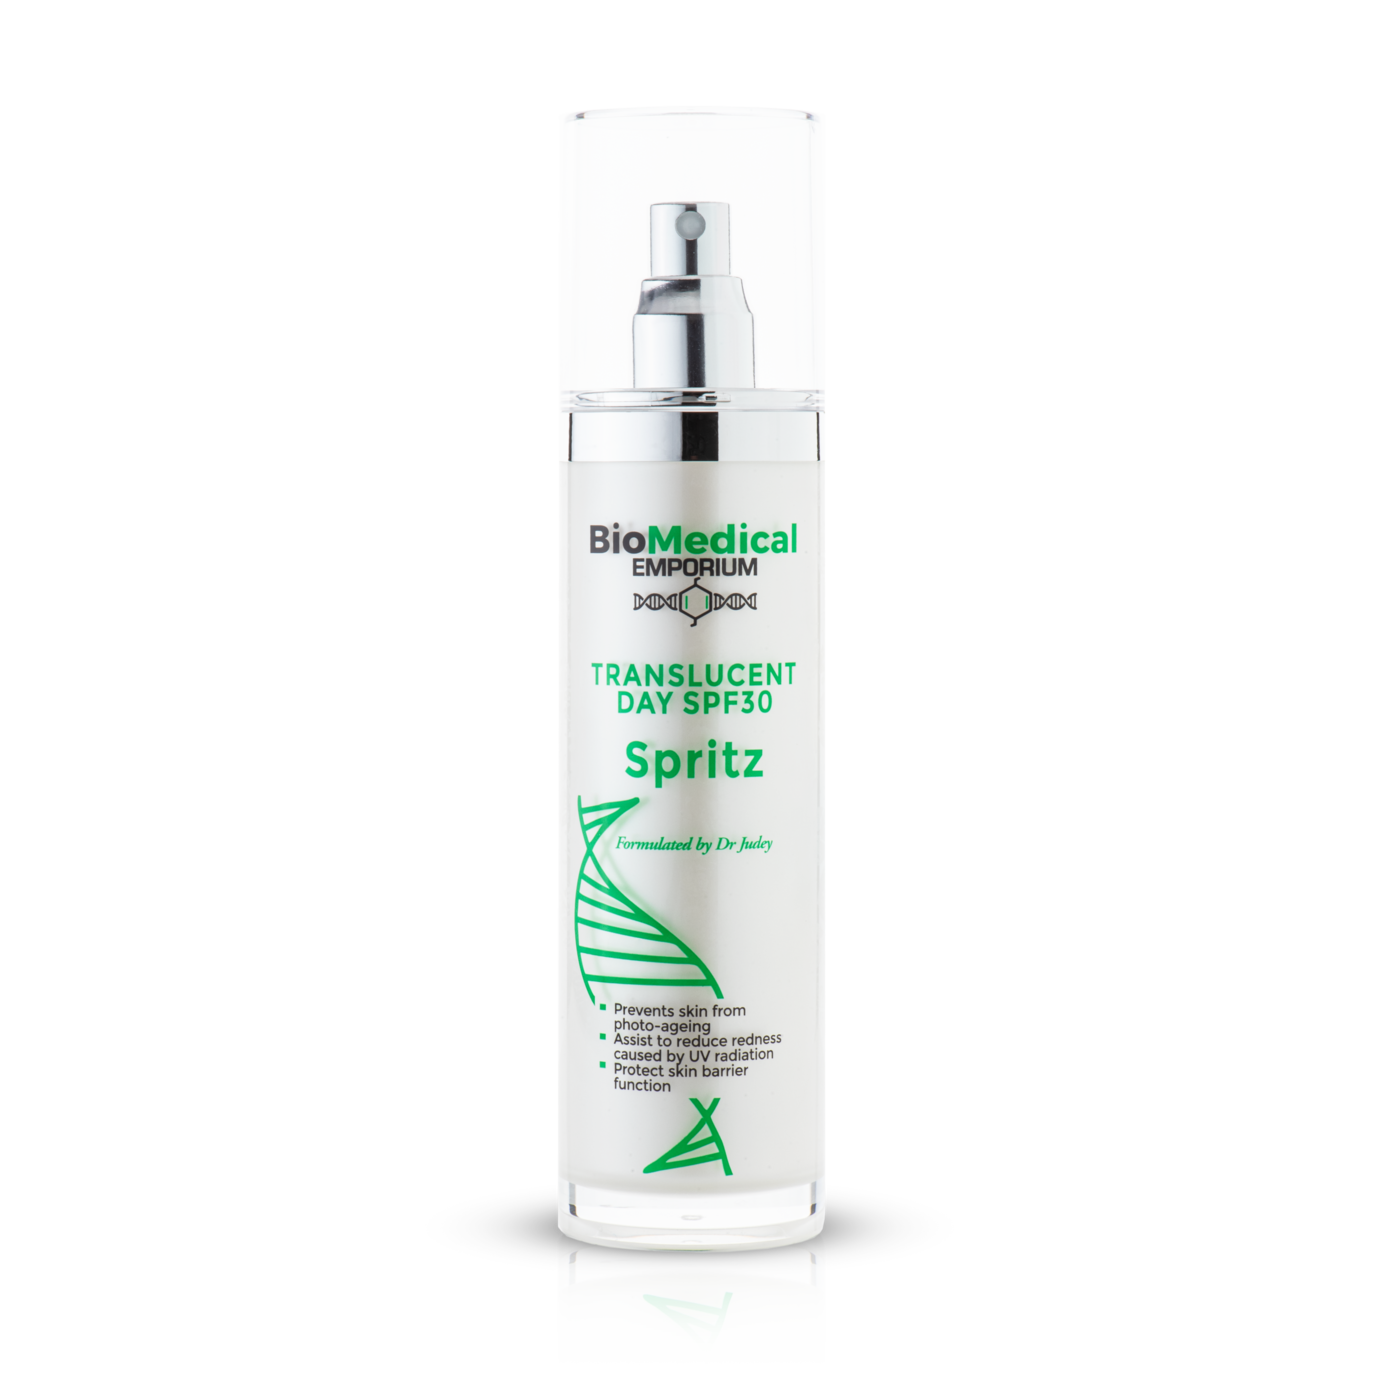 BioMedical
EMPORIUM
TRANSLUCENT
DAY SPF30
Spritz
Formulated by Dr Judey
Prevents skin from
photo-ageing
Assist to reduce redness
caused by UV radiation
Protect skin barrier
function